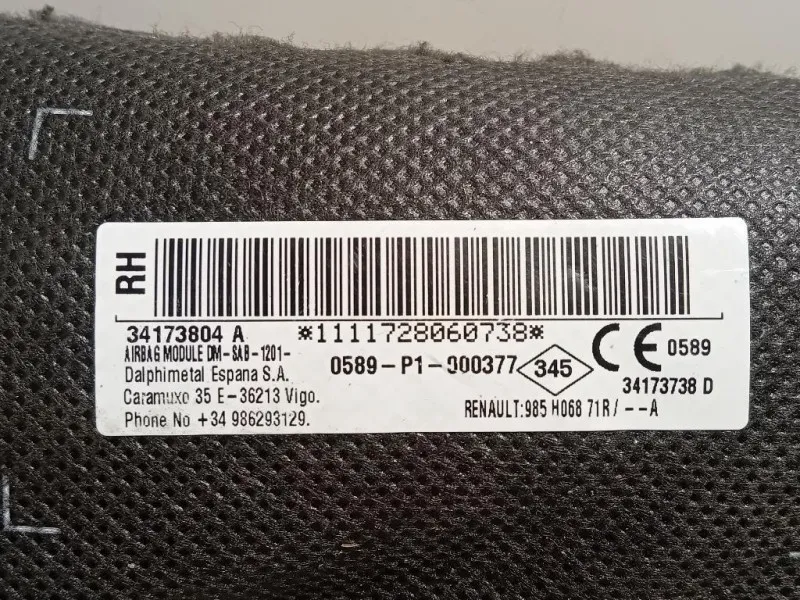 RH
34173804 A *1111728060738*
AIRBAG MODULE DM-SAB-1201-
Dalphimetal Espana S.A.
0589-P1-000377 345 CE 0589
Caramuxo 35 E-36213 Vigo.
34173738 D
Phone No +34 986293129.
RENAULT:985 H068 71R/ --A